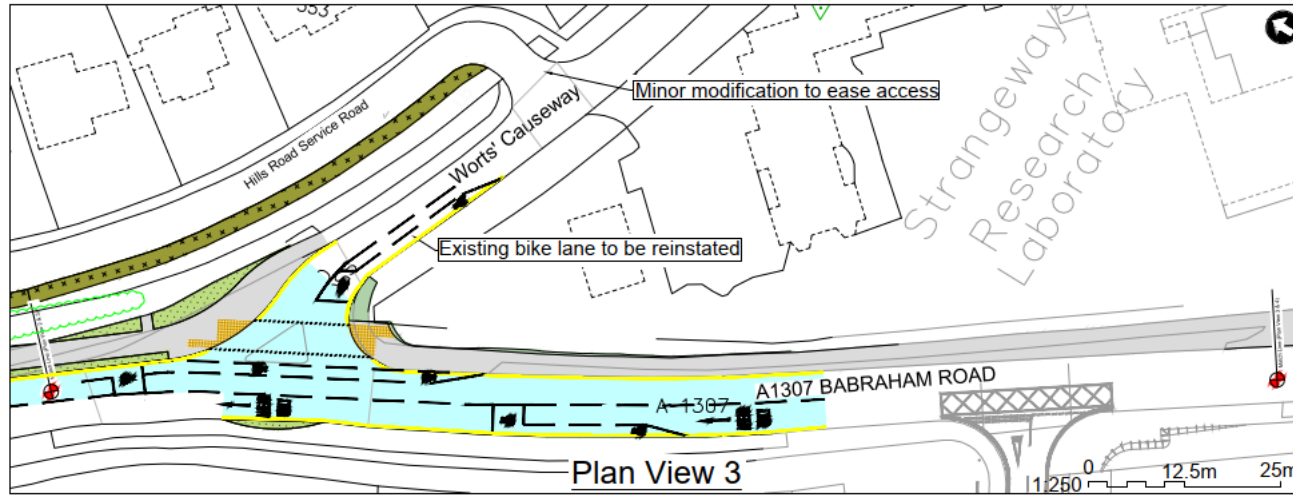 353
Minor modification to ease access
Hills Road Service Road
Worts' Causeway
Strangeways
Research
Laboratory
Existing bike lane to be reinstated
A1307 BABRAHAM ROAD
A 1307
Plan View 3
0
12.5m
25m
1:250